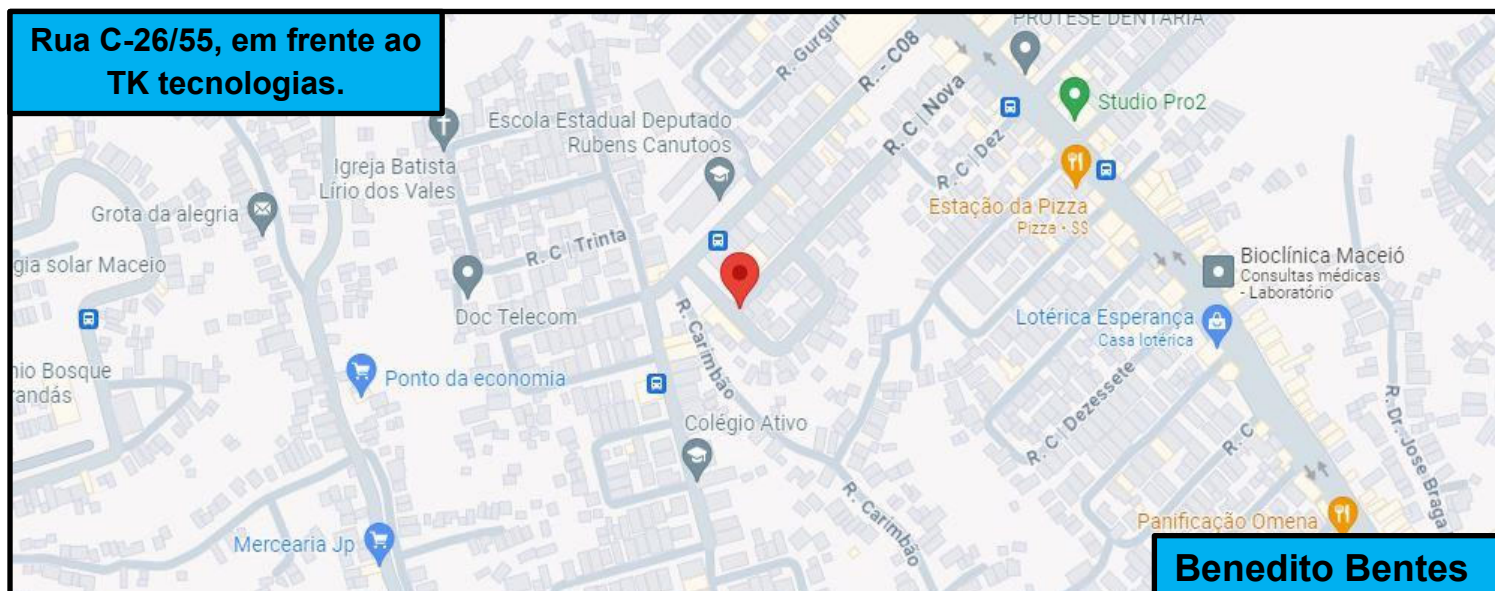 Rua C-26/55, em frente ao
TK tecnologias.
PRÓTESE DENTÁRIA
R. Gurguri
R. - C08
R. C | Nova
R. C | Dez
Studio Pro2
Escola Estadual Deputado
Rubens Canutoos
Igreja Batista
Lírio dos Vales
Grota da alegria
Estação da Pizza
Pizza • $$
R. C | Trinta
gia solar Maceio
Bioclínica Maceió
Consultas médicas
- Laboratório
Doc Telecom
Lotérica Esperança
Casa lotérica
R. Carimbão
nio Bosque
randás
Ponto da economia
R. C | Dezessete
R. Dr. Jose Braga
Colégio Ativo
R. C
R. Carimbão
Panificação Omena
Mercearia Jp
Benedito Bentes